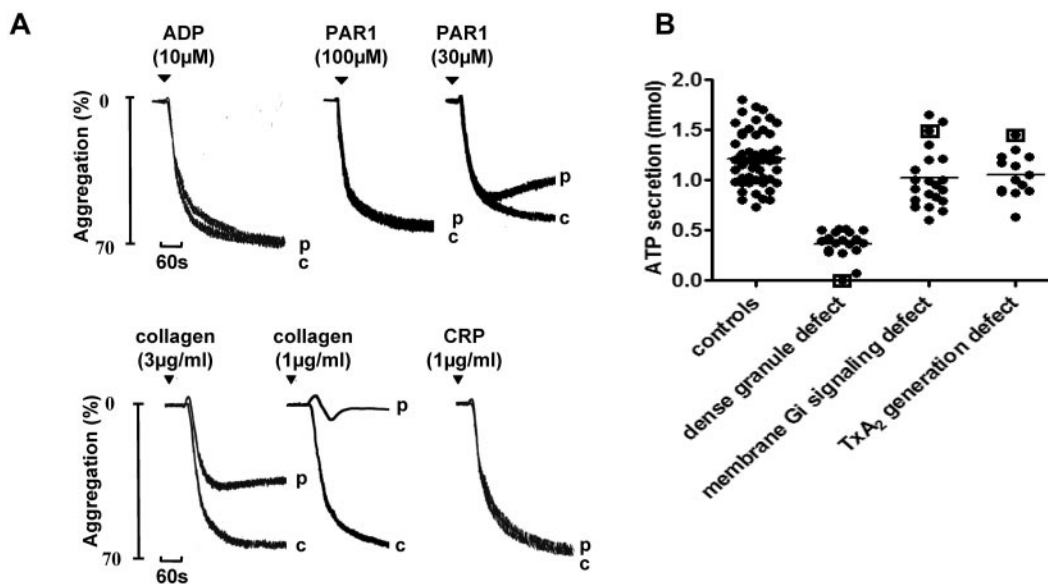 A
ADP
(10µM)
PAR1
(100µM)
PAR1
(30µM)
Aggregation (%)
0
70
60s
p
c
p
c
p
c
collagen
(3µg/ml)
collagen
(1µg/ml)
CRP
(1µg/ml)
Aggregation (%)
0
70
60s
p
c
p
c
p
c
B
ATP secretion (nmol)
2.0
1.5
1.0
0.5
0.0
controls
dense granule defect
membrane Gi signaling defect
TxA₂ generation defect